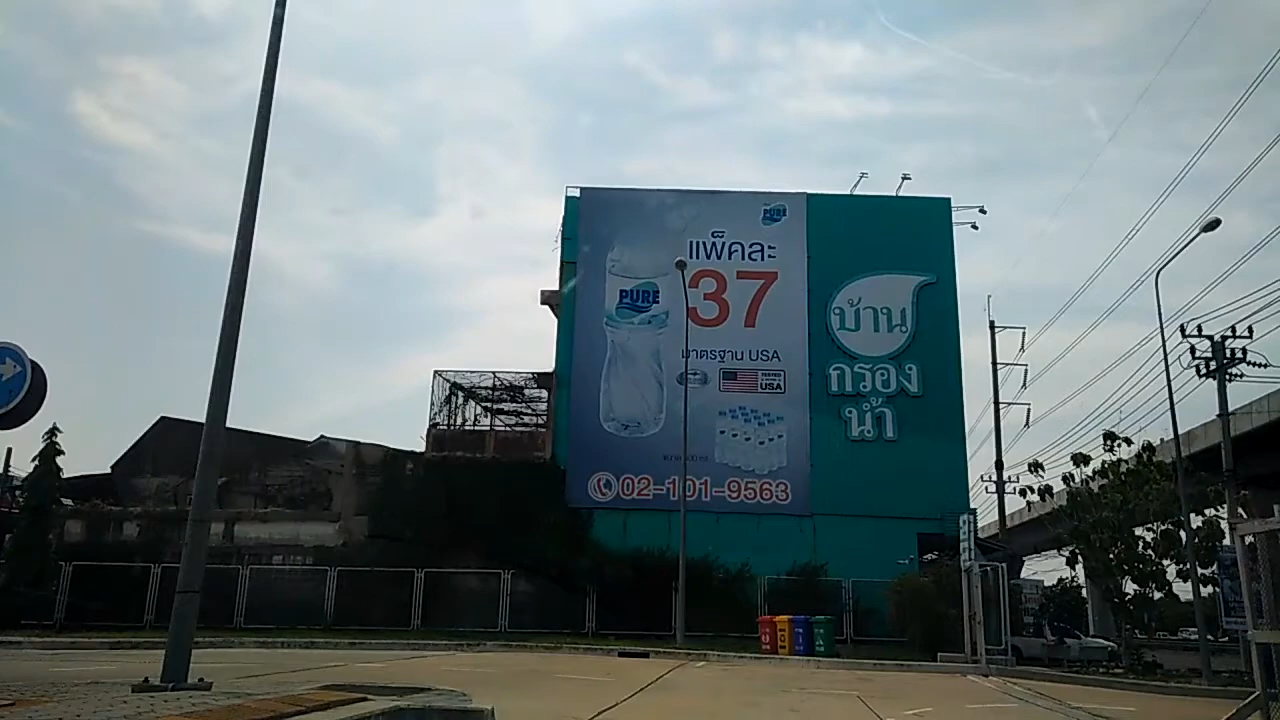 PURE
แพ็คละ
37
PURE
มาตรฐาน USA
TESTED
USA
02-101-9563
บ้าน
กรอง
น้ำ